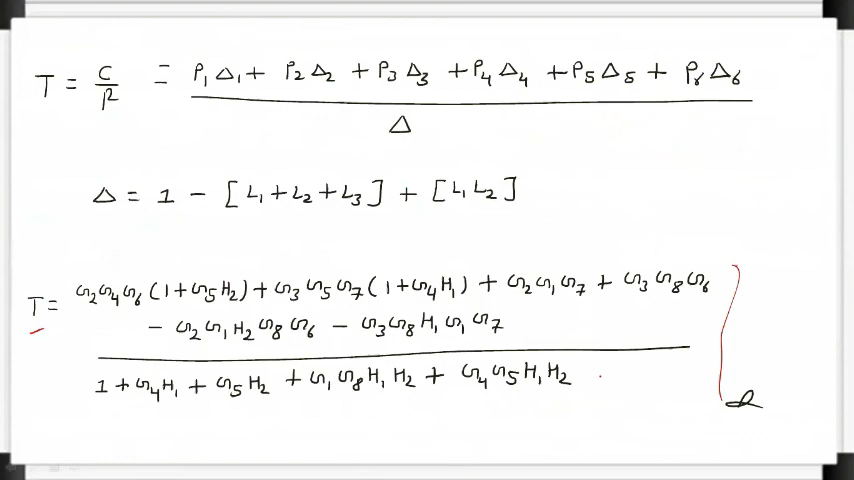 T = C/R = P₁Δ₁ + P₂Δ₂ + P₃Δ₃ + P₄Δ₄ + P₅Δ₅ + P₆Δ₆
Δ
Δ = 1 - [L₁ + L₂ + L₃] + [L₁L₂]
T = G₂G₄G₆(1+G₅H₂) + G₃G₅G₇(1+G₄H₁) + G₂G₁G₇ + G₃G₈G₆
- G₂G₁H₂G₈G₆ - G₃G₈H₁G₁G₇
1 + G₄H₁ + G₅H₂ + G₁G₈H₁H₂ + G₄G₅H₁H₂